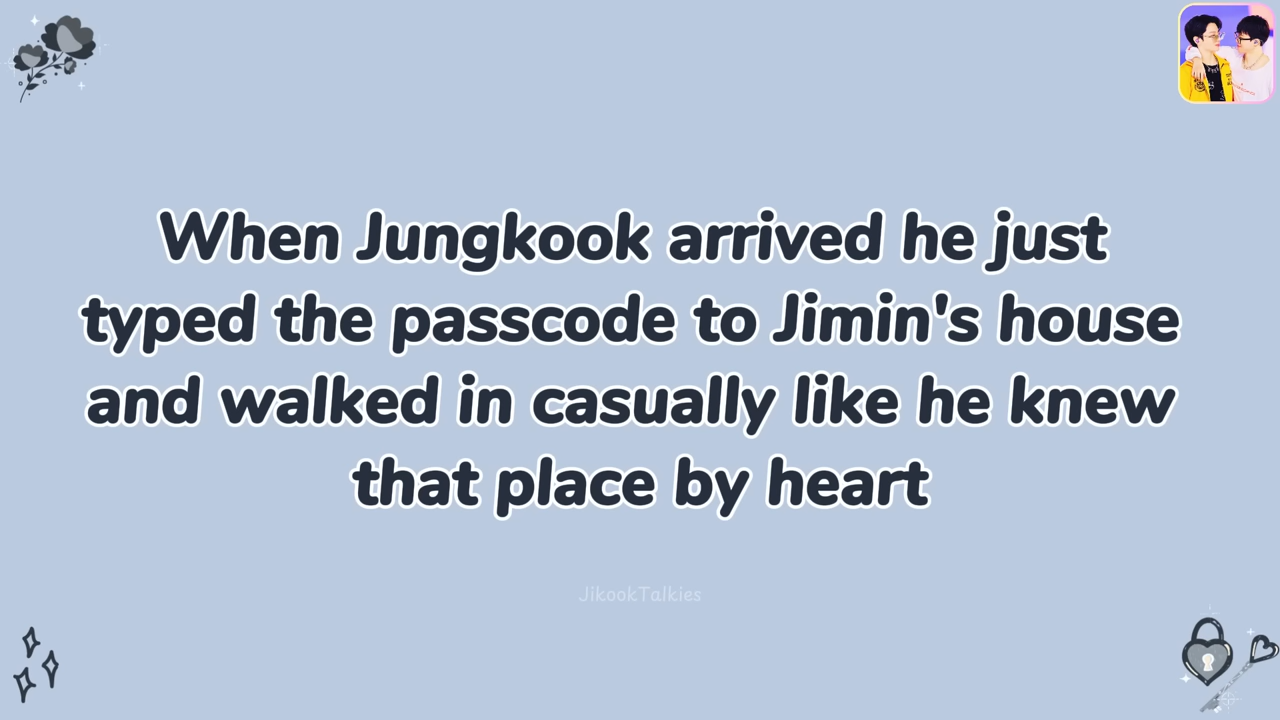 When Jungkook arrived he just
typed the passcode to Jimin's house
and walked in casually like he knew
that place by heart
JikookTalkies